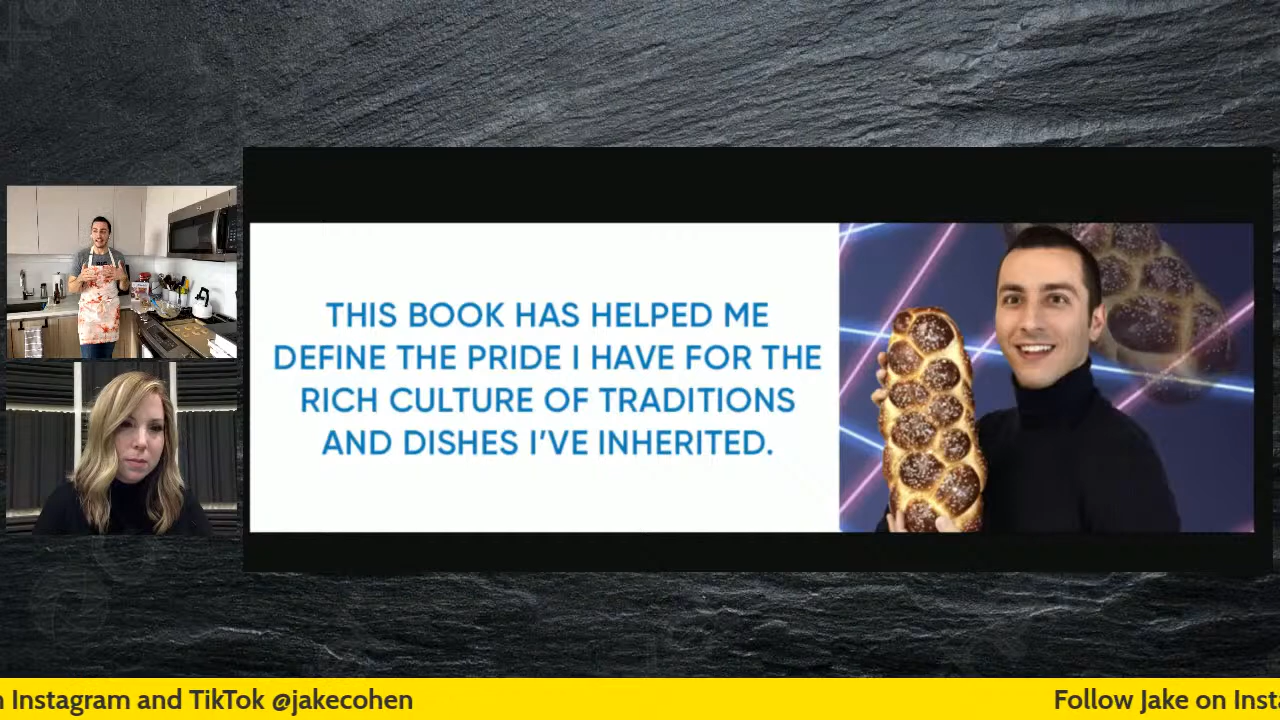 THIS BOOK HAS HELPED ME
DEFINE THE PRIDE I HAVE FOR THE
RICH CULTURE OF TRADITIONS
AND DISHES I'VE INHERITED.
n Instagram and TikTok @jakecohen
Follow Jake on Insta